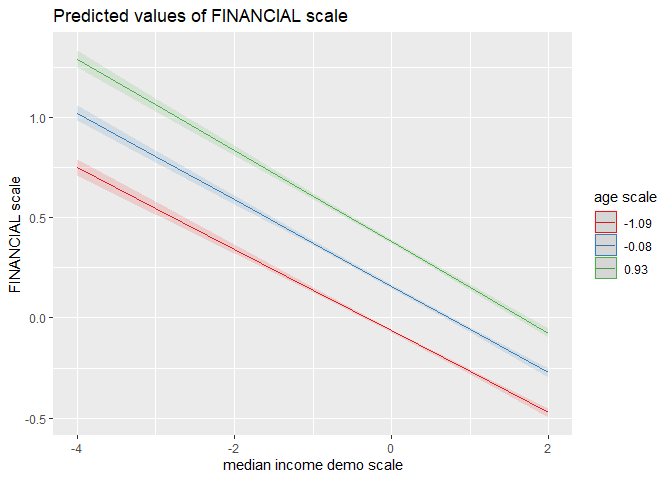 Predicted values of FINANCIAL scale
FINANCIAL scale
1.0
0.5
0.0
-0.5
-4
-2
0
2
median income demo scale
age scale
-1.09
-0.08
0.93